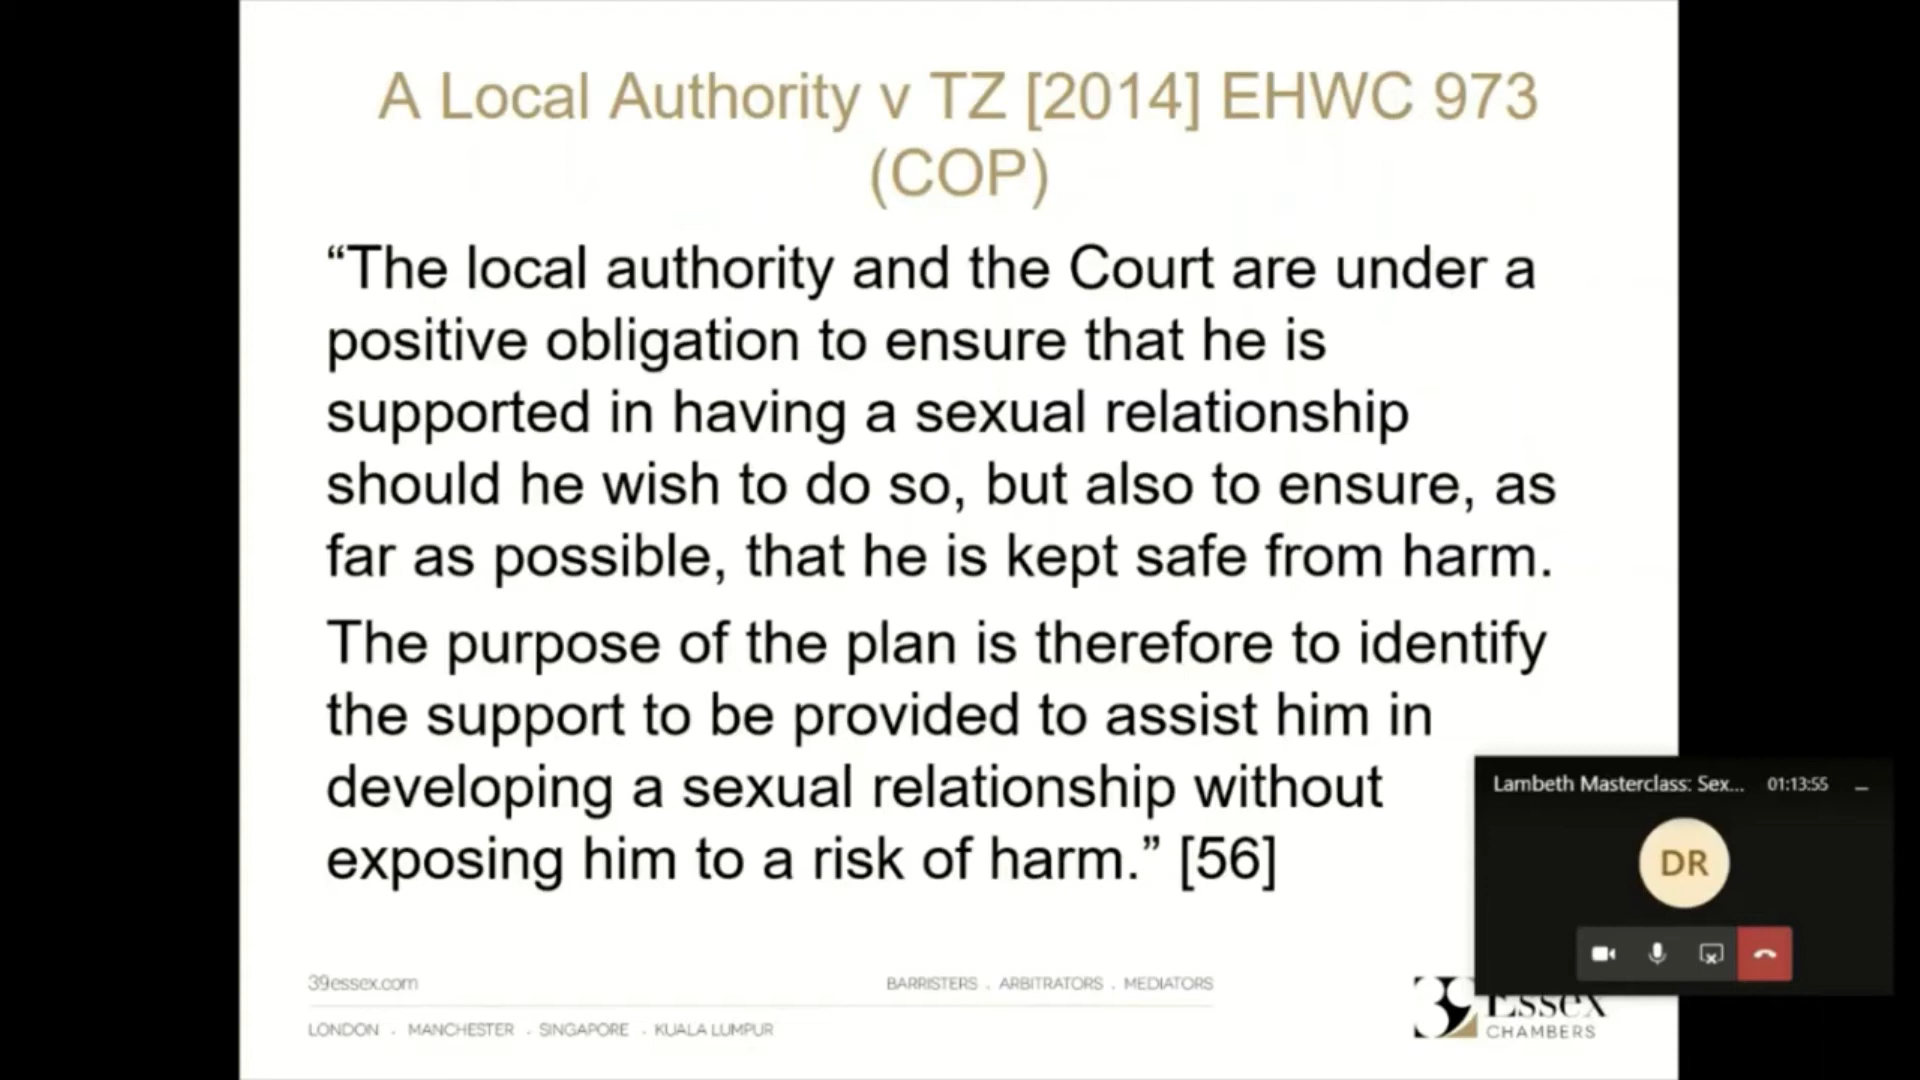 A Local Authority v TZ [2014] EHWC 973
(COP)
“The local authority and the Court are under a
positive obligation to ensure that he is
supported in having a sexual relationship
should he wish to do so, but also to ensure, as
far as possible, that he is kept safe from harm.
The purpose of the plan is therefore to identify
the support to be provided to assist him in
developing a sexual relationship without
exposing him to a risk of harm.” [56]
Lambeth Masterclass: Sex... 01:13:55
DR
39essex.com
BARRISTERS . ARBITRATORS . MEDIATORS
LONDON . MANCHESTER . SINGAPORE . KUALA LUMPUR
39 Essex
CHAMBERS